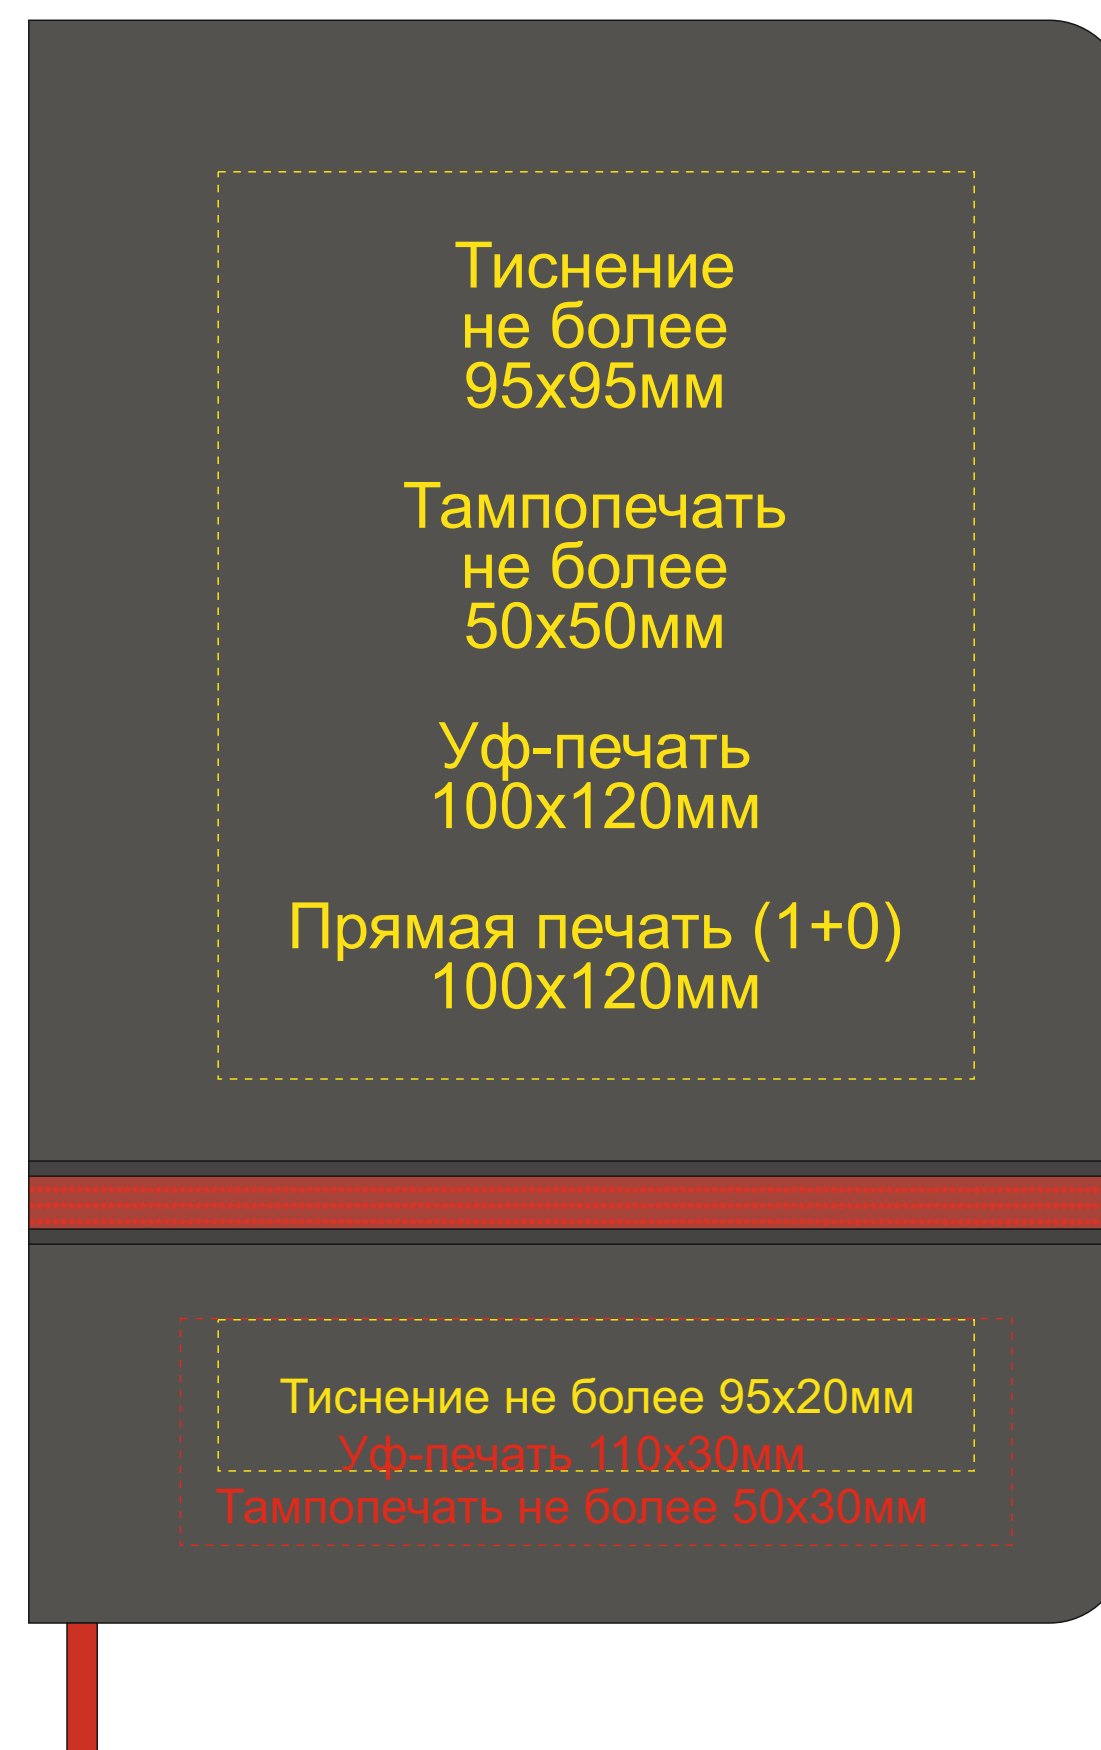 Тиснение
не более
95х95мм
Тампопечать
не более
50х50мм
Уф-печать
100х120мм
Прямая печать (1+0)
100х120мм
Тиснение не более 95х20мм
Уф-печать 110х30мм
Тампопечать не более 50х30мм